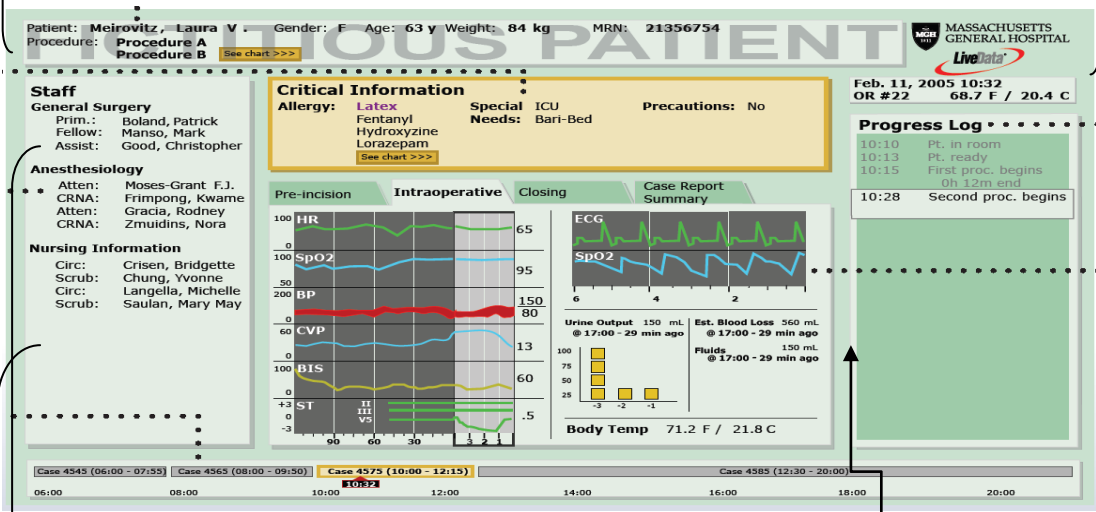 FICTITIOUS PATIENT
Patient: Meirovitz, Laura V. Gender: F Age: 63 y Weight: 84 kg MRN: 21356754
Procedure: Procedure A
Procedure B See chart >>>
MGH
1811
MASSACHUSETTS
GENERAL HOSPITAL
LiveData
Feb. 11, 2005 10:32
OR #22 68.7 F / 20.4 C
Staff
General Surgery
Prim.: Boland, Patrick
Fellow: Manso, Mark
Assist: Good, Christopher
Anesthesiology
Atten: Moses-Grant F.J.
CRNA: Frimpong, Kwame
Atten: Gracia, Rodney
CRNA: Zmuidins, Nora
Nursing Information
Circ: Crisen, Bridgette
Scrub: Chung, Yvonne
Circ: Langella, Michelle
Scrub: Saulan, Mary May
Critical Information
Allergy: Latex Special ICU Precautions: No
Fentanyl Needs: Bari-Bed
Hydroxyzine
Lorazepam
See chart >>>
Pre-incision Intraoperative Closing Case Report
Summary
100 HR
0
65
100 SpO2
50
95
200 BP
0
150
80
60 CVP
0
13
100 BIS
0
60
+3 ST II
0 III
-3 V5
.5
90 60 30 3 2 1
ECG
SpO2
6 4 2
Urine Output 150 mL
@ 17:00 - 29 min ago
100
75
50
25
-3 -2 -1
Est. Blood Loss 560 mL
@ 17:00 - 29 min ago
Fluids 150 mL
@ 17:00 - 29 min ago
Body Temp 71.2 F / 21.8 C
Progress Log
10:10 Pt. in room
10:13 Pt. ready
10:15 First proc. begins
0h 12m end
10:28 Second proc. begins
Case 4545 (06:00 - 07:55) Case 4565 (08:00 - 09:50) Case 4575 (10:00 - 12:15) Case 4585 (12:30 - 20:00)
10:32
06:00 08:00 10:00 12:00 14:00 16:00 18:00 20:00